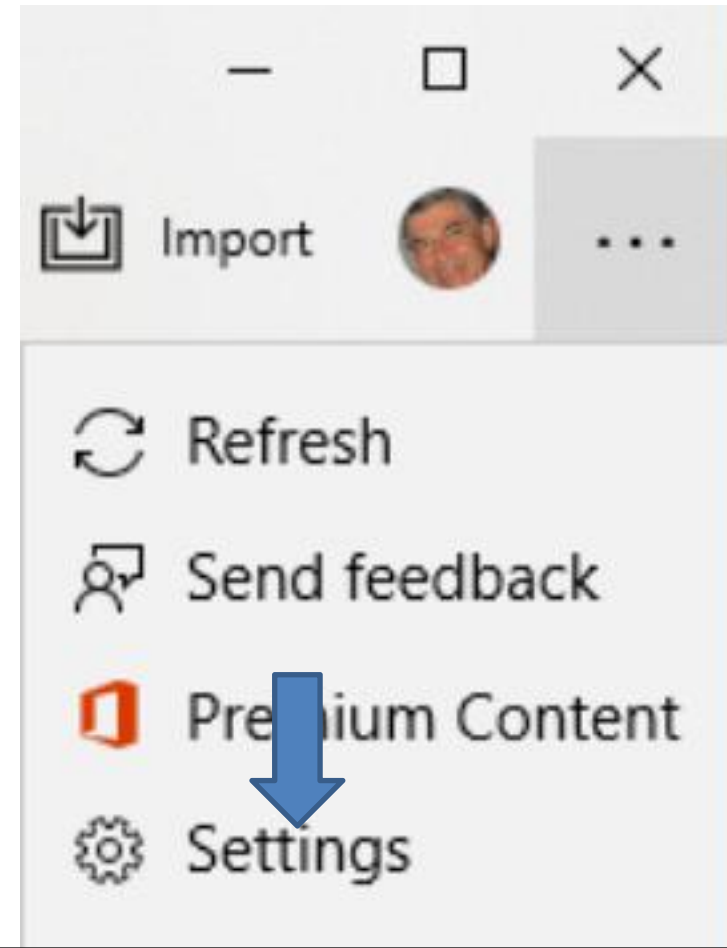 Import
Refresh
Send feedback
Premium Content
Settings